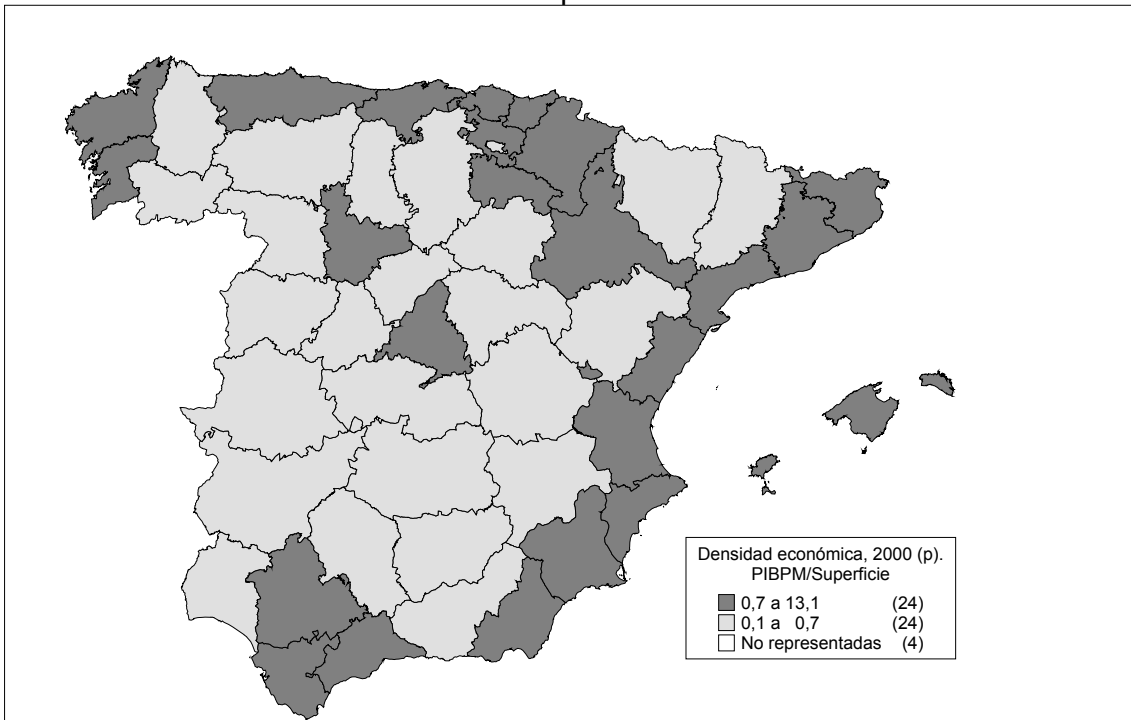 Densidad económica, 2000 (p).
PIBPM/Superficie
0,7 a 13,1 (24)
0,1 a 0,7 (24)
No representadas (4)